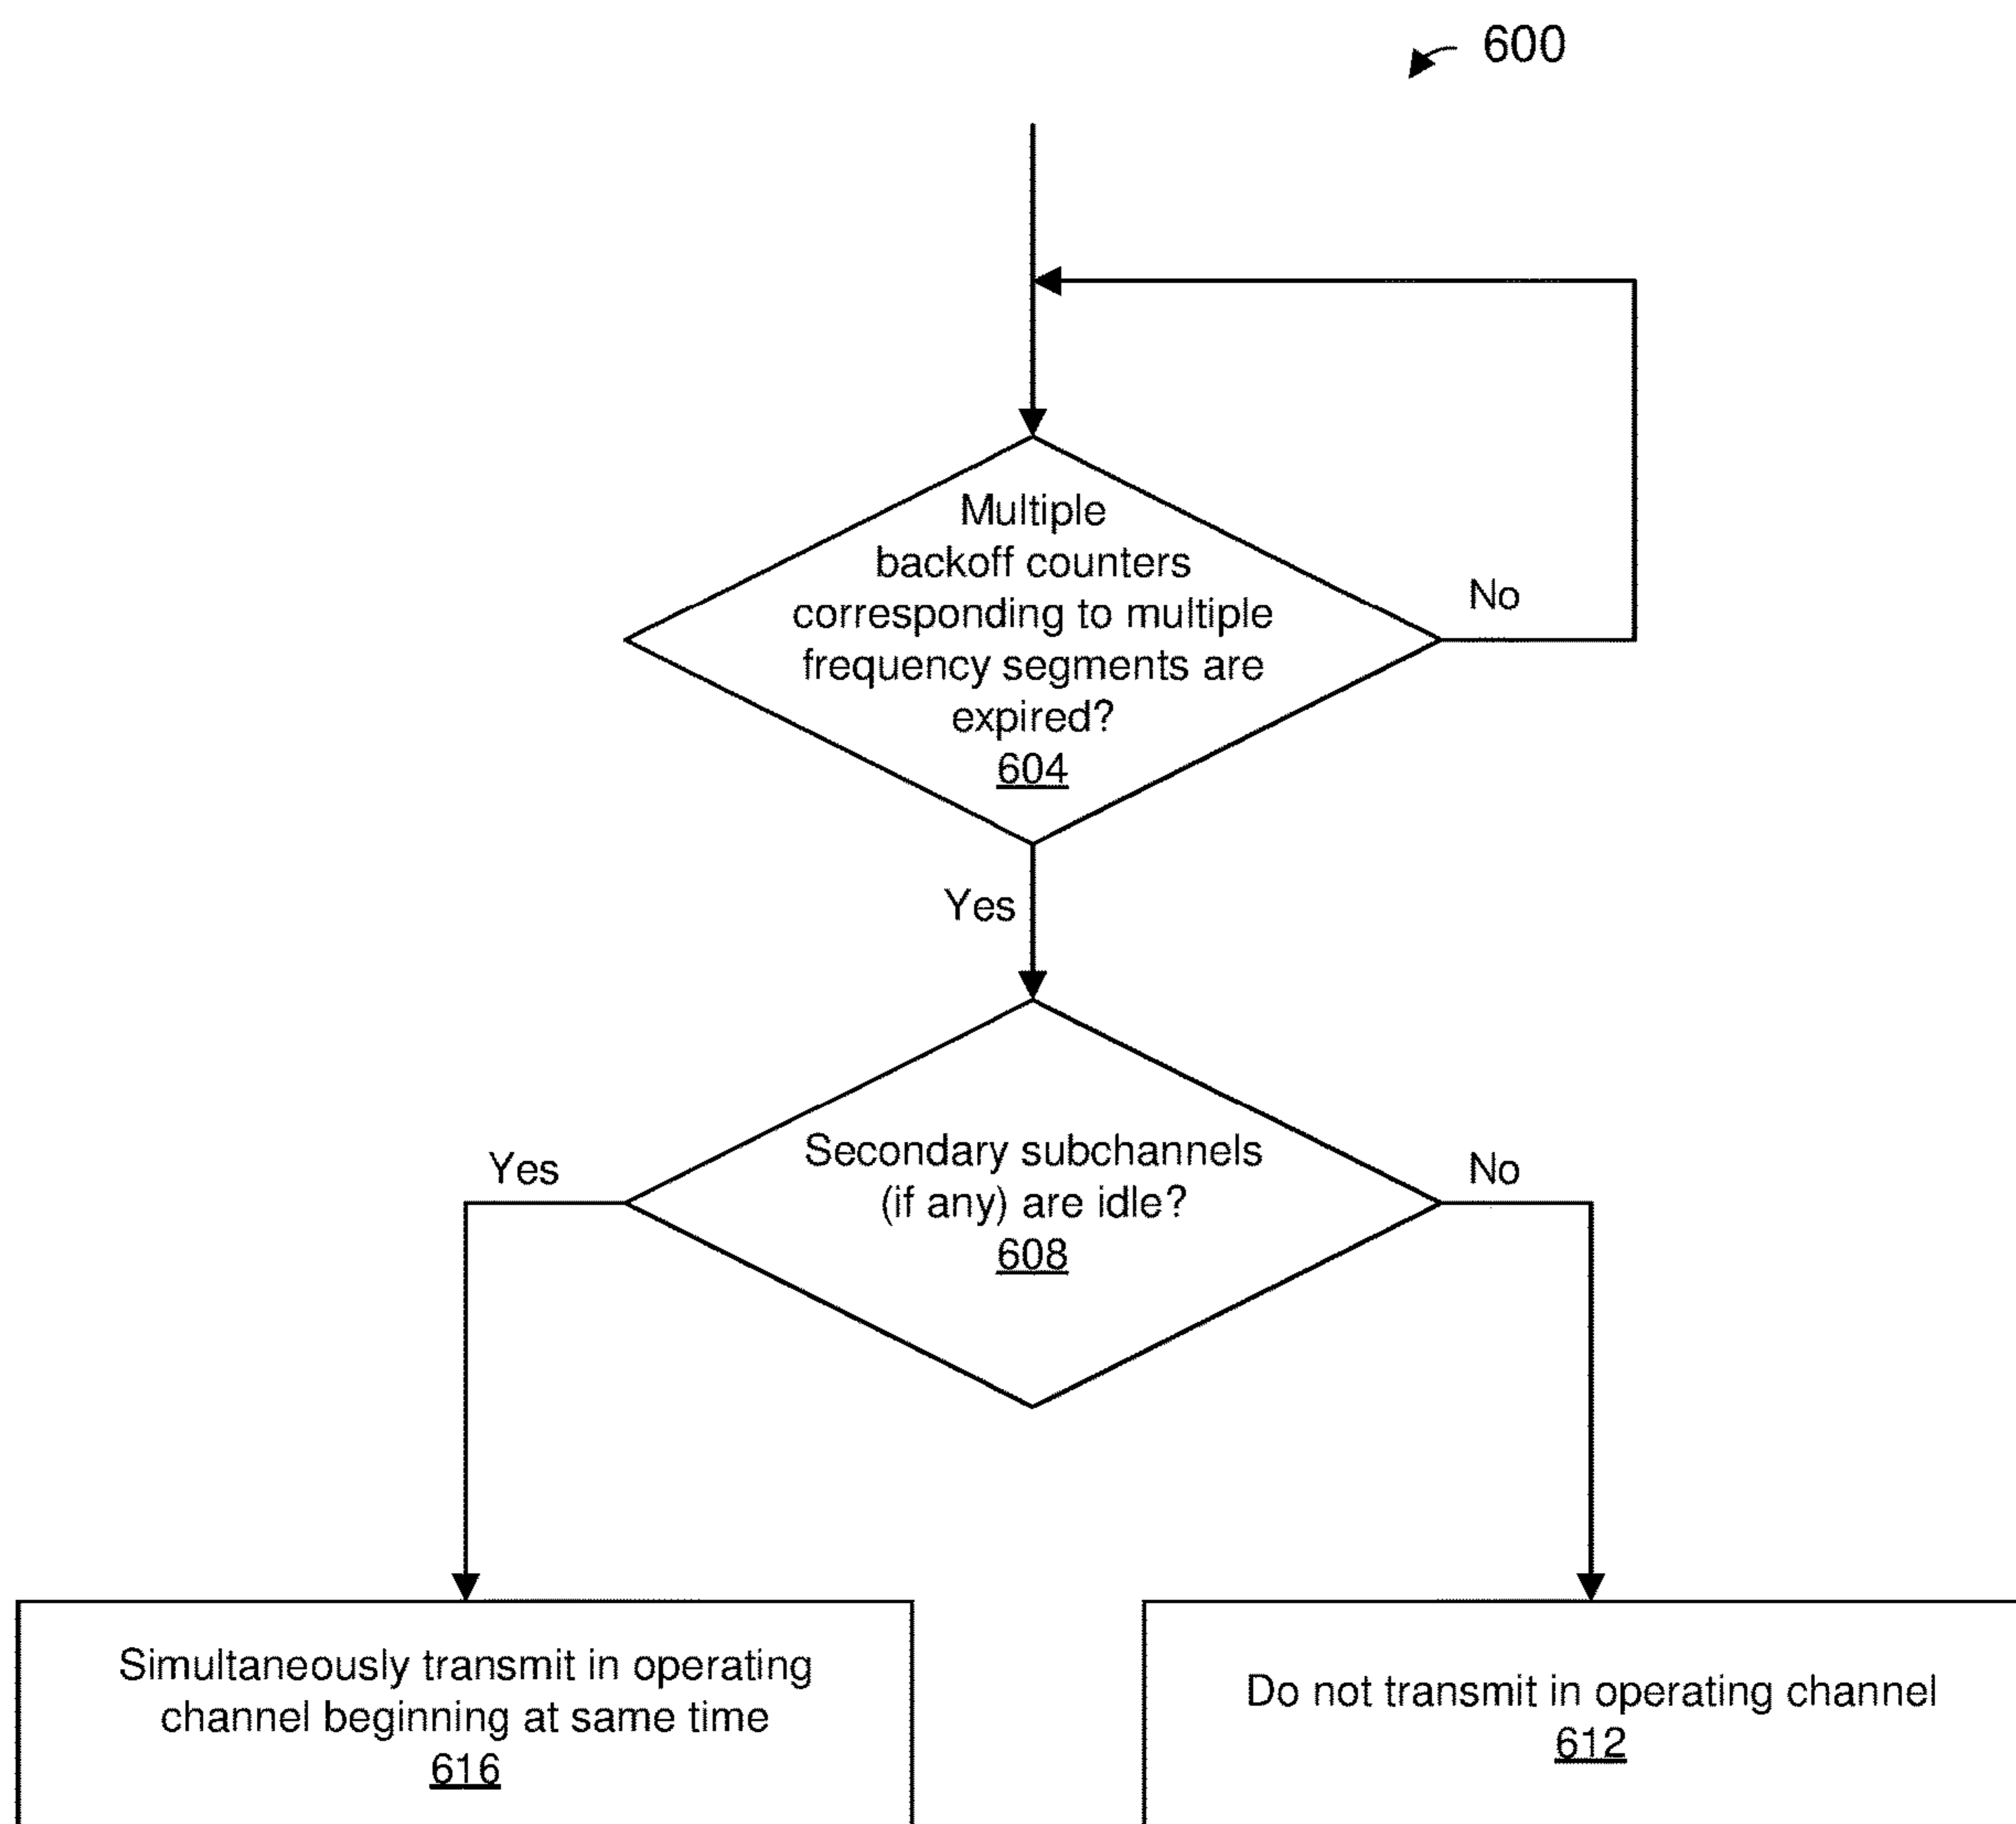 600
Multiple
backoff counters
corresponding to multiple
frequency segments are
expired?
604
No
Yes
Secondary subchannels
(if any) are idle?
608
Yes
No
Simultaneously transmit in operating
channel beginning at same time
616
Do not transmit in operating channel
612